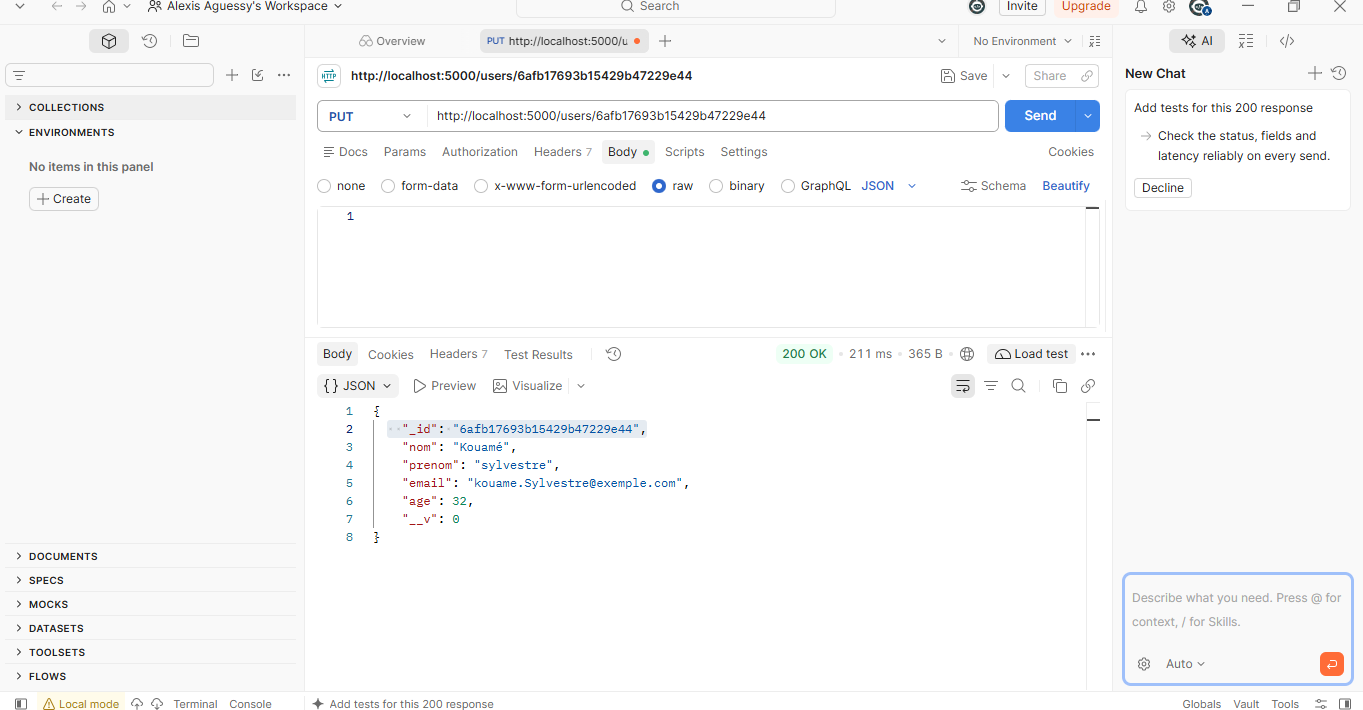 Alexis Aguessy's Workspace
Search
Invite
Upgrade
Overview
PUT http://localhost:5000/u
No Environment
AI
HTTP http://localhost:5000/users/6afb17693b15429b47229e44
Save
Share
New Chat
COLLECTIONS
ENVIRONMENTS
No items in this panel
Create
PUT
http://localhost:5000/users/6afb17693b15429b47229e44
Send
Add tests for this 200 response
Check the status, fields and
latency reliably on every send.
Decline
Docs Params Authorization Headers 7 Body Scripts Settings Cookies
none form-data x-www-form-urlencoded raw binary GraphQL JSON Schema Beautify
1
Body Cookies Headers 7 Test Results 200 OK 211 ms 365 B Load test
{} JSON Preview Visualize
1 {
2 "_id": "6afb17693b15429b47229e44",
3 "nom": "Kouamé",
4 "prenom": "sylvestre",
5 "email": "kouame.Sylvestre@exemple.com",
6 "age": 32,
7 "__v": 0
8 }
DOCUMENTS
SPECS
MOCKS
DATASETS
TOOLSETS
FLOWS
Describe what you need. Press @ for
context, / for Skills.
Auto
Local mode Terminal Console Add tests for this 200 response Globals Vault Tools